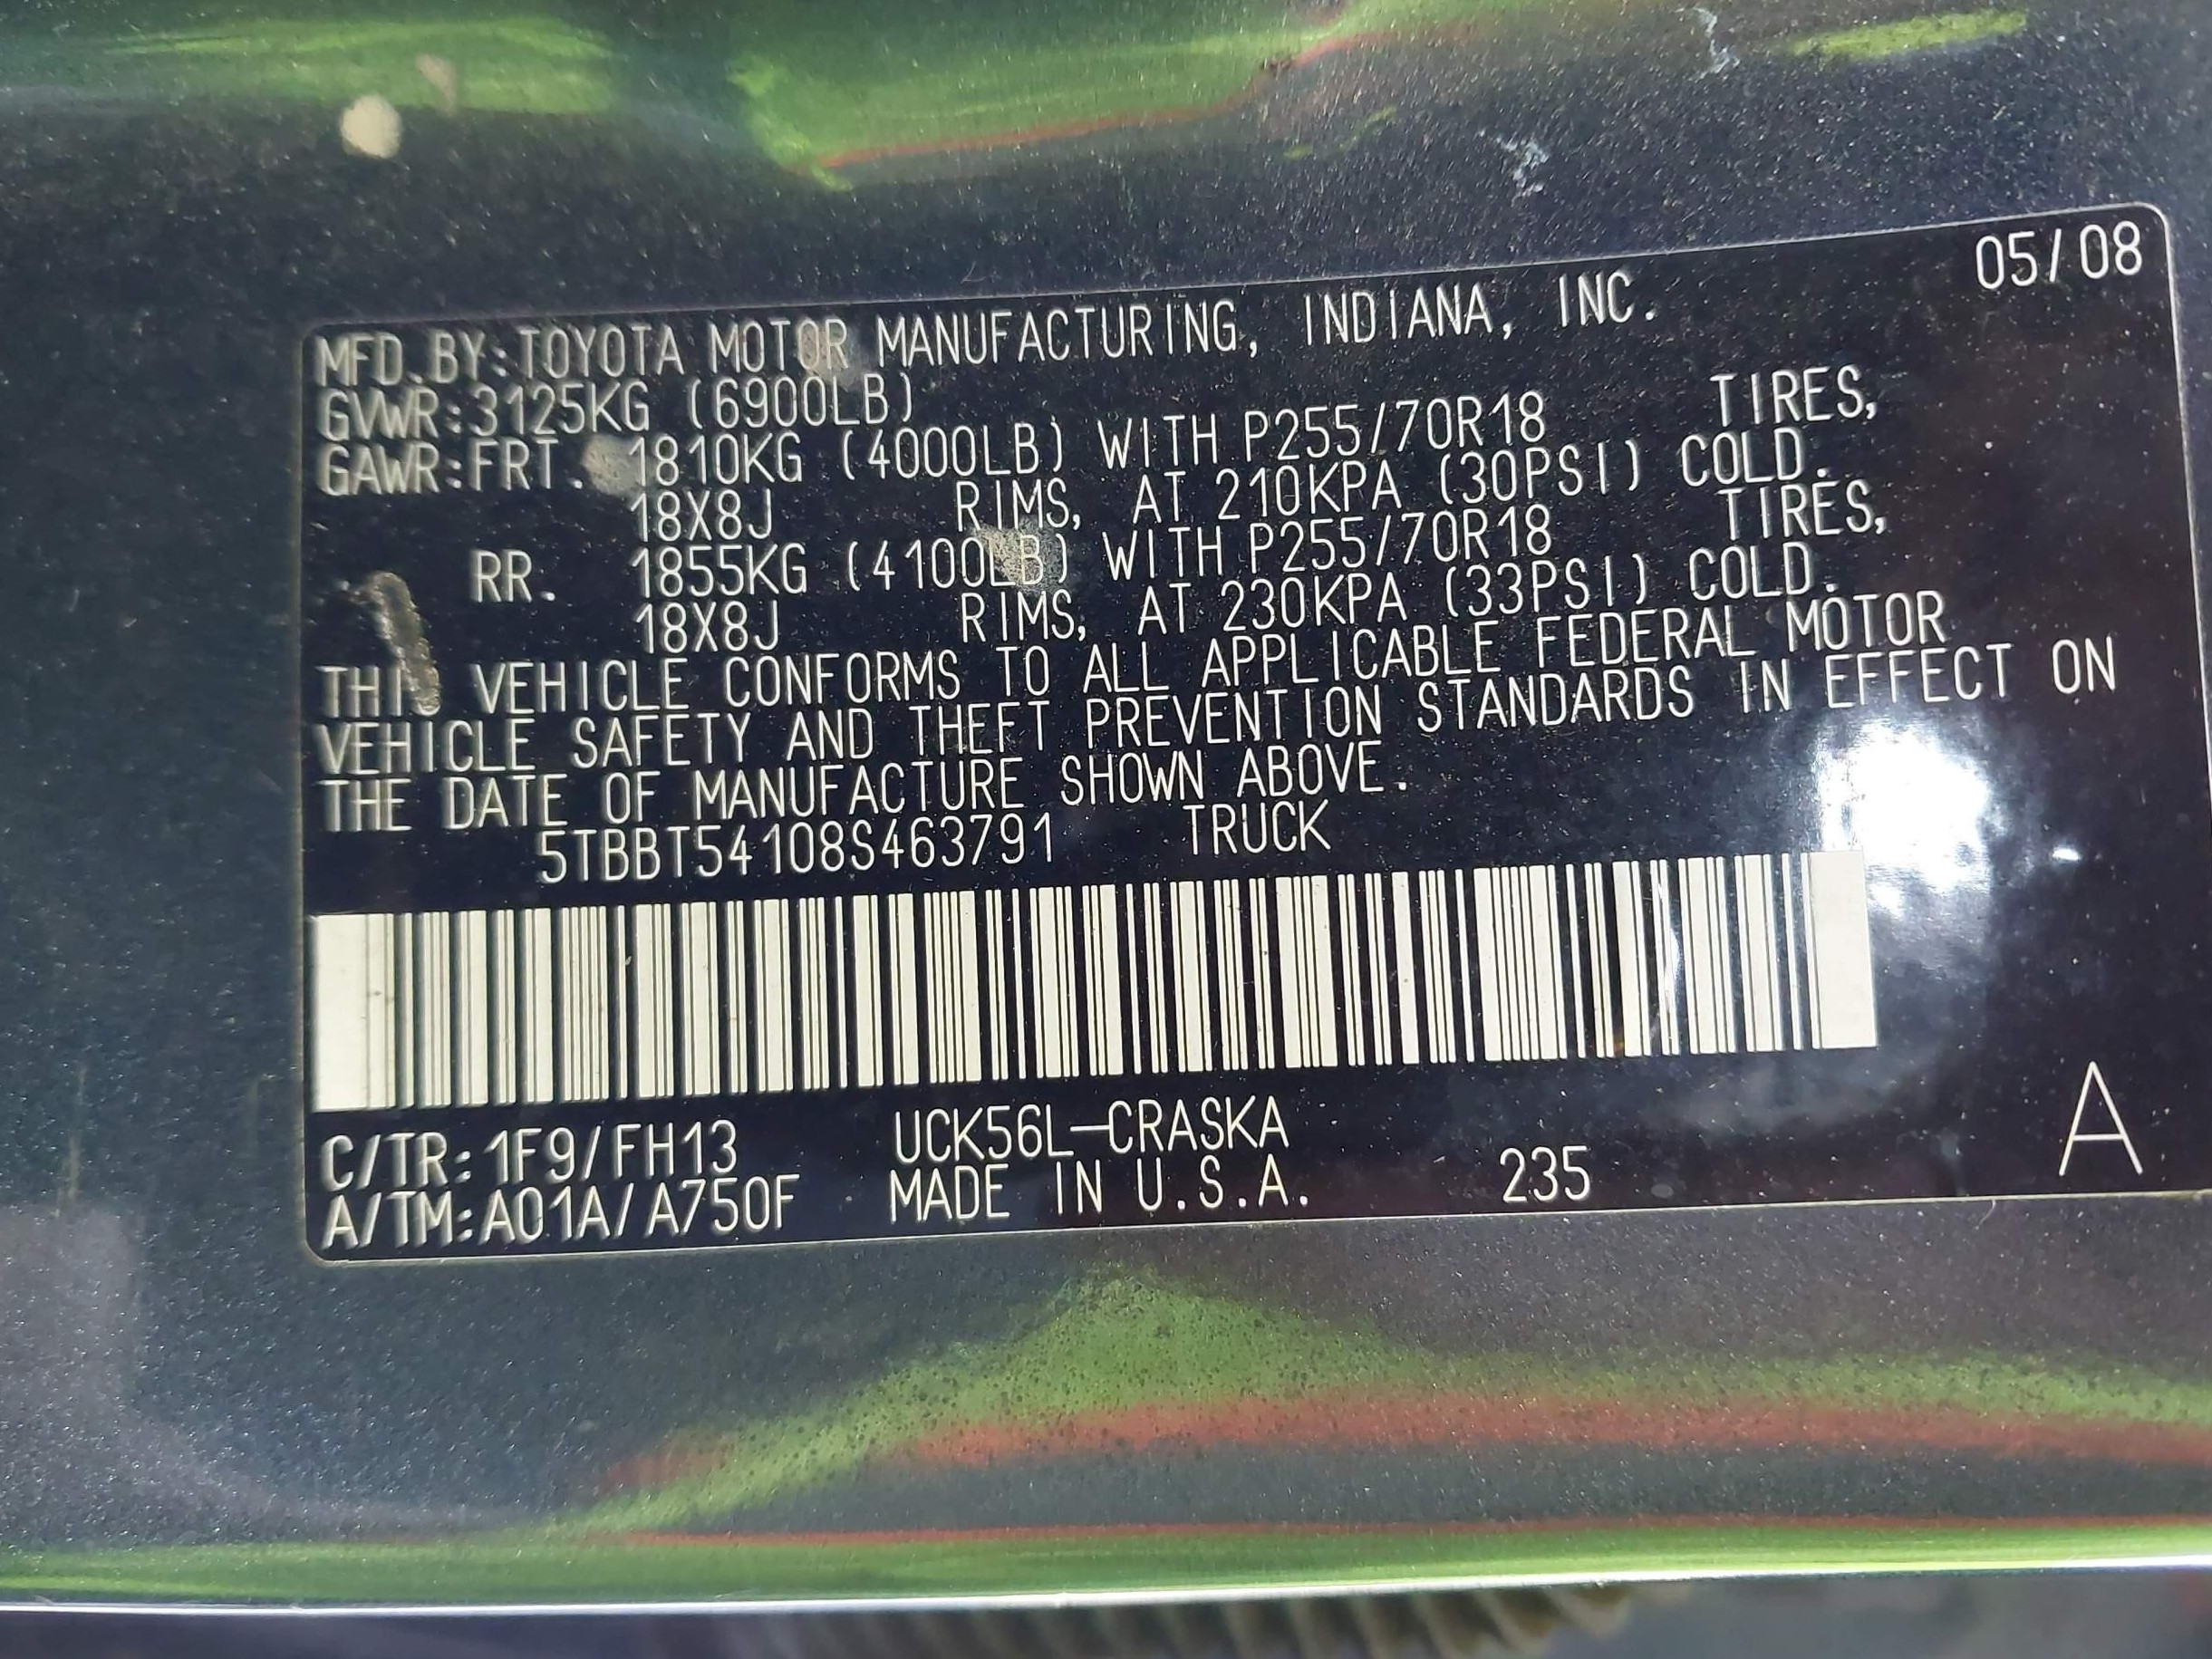 05/08
MFD.BY:TOYOTA MOTOR MANUFACTURING, INDIANA, INC.
GVWR:3125KG (6900LB)
GAWR:FRT. 1810KG (4000LB) WITH P255/70R18 TIRES,
18X8J RIMS, AT 210KPA (30PSI) COLD.
RR. 1855KG (4100LB) WITH P255/70R18 TIRES,
18X8J RIMS, AT 230KPA (33PSI) COLD.
THIS VEHICLE CONFORMS TO ALL APPLICABLE FEDERAL MOTOR
VEHICLE SAFETY AND THEFT PREVENTION STANDARDS IN EFFECT ON
THE DATE OF MANUFACTURE SHOWN ABOVE.
5TBBT54108S463791 TRUCK
C/TR:1F9/FH13 UCK56L-CRASKA
A/TM:A01A/A750F MADE IN U.S.A. 235 A